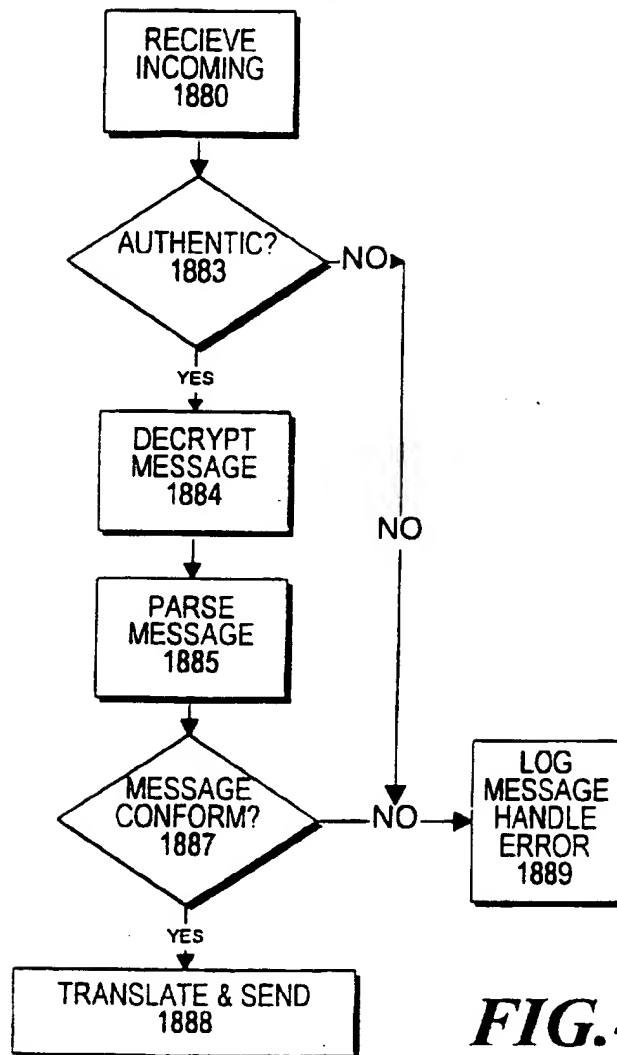 RECIEVE
INCOMING
1880
AUTHENTIC?
1883
NO
YES
DECRYPT
MESSAGE
1884
NO
PARSE
MESSAGE
1885
MESSAGE
CONFORM?
1887
NO
LOG
MESSAGE
HANDLE
ERROR
1889
YES
TRANSLATE & SEND
1888
FIG.